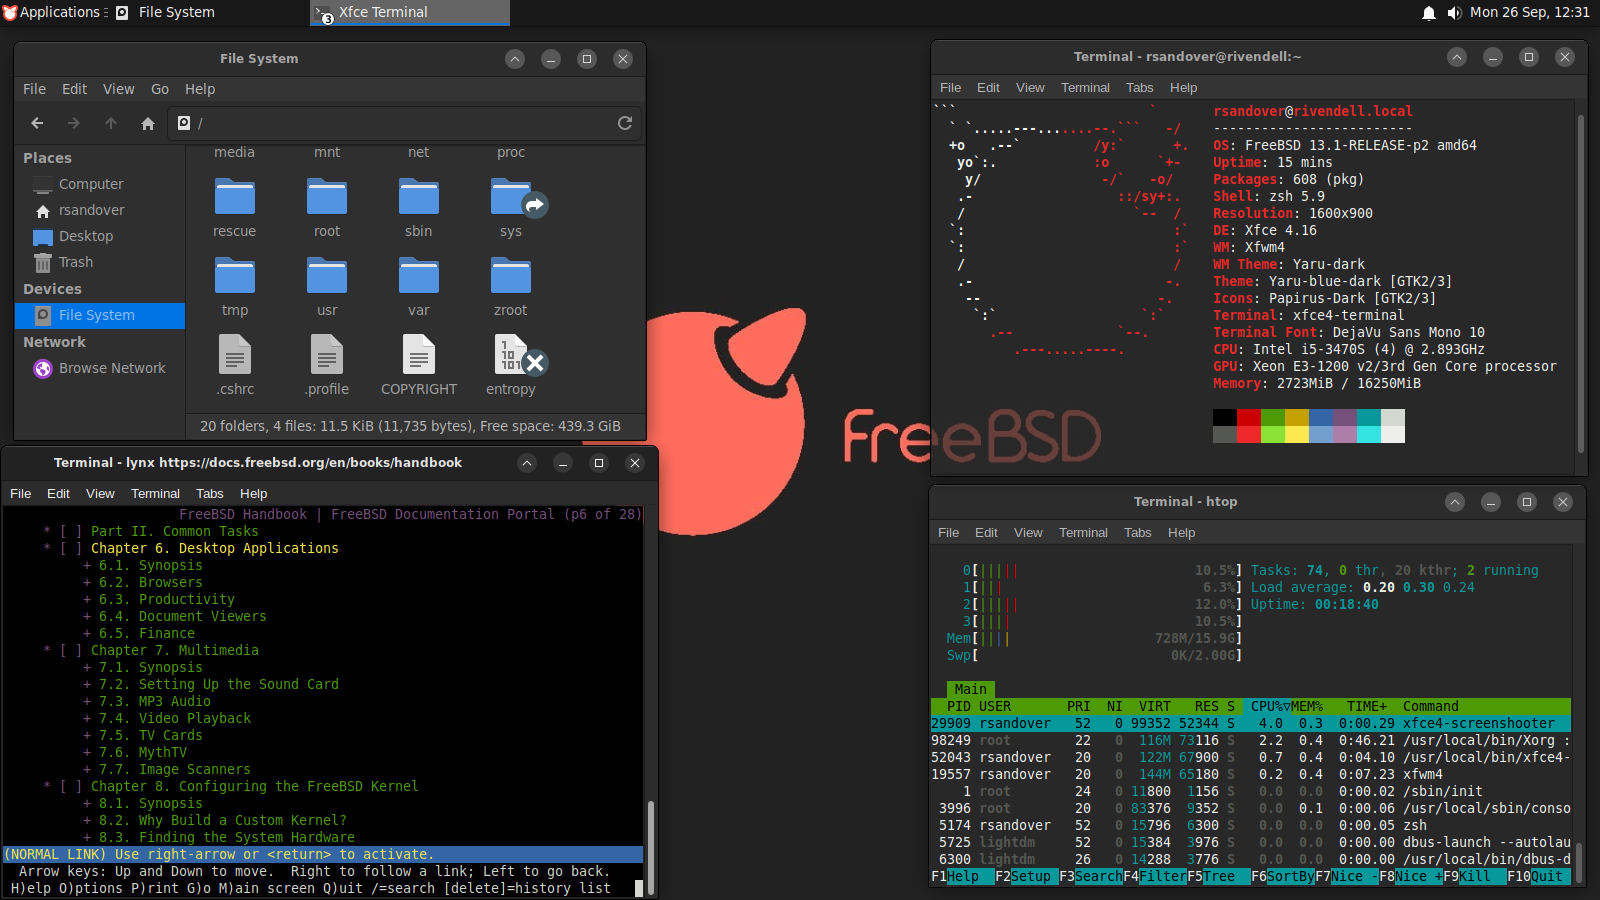 Applications
File System
3
Xfce Terminal
Mon 26 Sep, 12:31
File System
File Edit View Go Help
/
Places
Computer
rsandover
Desktop
Trash
Devices
File System
Network
Browse Network
media mnt net proc
rescue root sbin sys
tmp usr var zroot
.cshrc .profile COPYRIGHT entropy
20 folders, 4 files: 11.5 KiB (11,735 bytes), Free space: 439.3 GiB
Terminal - rsandover@rivendell:~
File Edit View Terminal Tabs Help
rsandover@rivendell.local
-------------------------
OS: FreeBSD 13.1-RELEASE-p2 amd64
Uptime: 15 mins
Packages: 608 (pkg)
Shell: zsh 5.9
Resolution: 1600x900
DE: Xfce 4.16
WM: Xfwm4
WM Theme: Yaru-dark
Theme: Yaru-blue-dark [GTK2/3]
Icons: Papirus-Dark [GTK2/3]
Terminal: xfce4-terminal
Terminal Font: DejaVu Sans Mono 10
CPU: Intel i5-3470S (4) @ 2.893GHz
GPU: Xeon E3-1200 v2/3rd Gen Core processor
Memory: 2723MiB / 16250MiB
FreeBSD
Terminal - lynx https://docs.freebsd.org/en/books/handbook
File Edit View Terminal Tabs Help
FreeBSD Handbook | FreeBSD Documentation Portal (p6 of 28)
* [ ] Part II. Common Tasks
* [ ] Chapter 6. Desktop Applications
+ 6.1. Synopsis
+ 6.2. Browsers
+ 6.3. Productivity
+ 6.4. Document Viewers
+ 6.5. Finance
* [ ] Chapter 7. Multimedia
+ 7.1. Synopsis
+ 7.2. Setting Up the Sound Card
+ 7.3. MP3 Audio
+ 7.4. Video Playback
+ 7.5. TV Cards
+ 7.6. MythTV
+ 7.7. Image Scanners
* [ ] Chapter 8. Configuring the FreeBSD Kernel
+ 8.1. Synopsis
+ 8.2. Why Build a Custom Kernel?
+ 8.3. Finding the System Hardware
(NORMAL LINK) Use right-arrow or <return> to activate.
Arrow keys: Up and Down to move. Right to follow a link; Left to go back.
H)elp O)ptions P)rint G)o M)ain screen Q)uit /=search [delete]=history list
Terminal - htop
File Edit View Terminal Tabs Help
0[||||| 10.5%] Tasks: 74, 0 thr, 20 kthr; 2 running
1[||| 6.3%] Load average: 0.20 0.30 0.24
2[||||| 12.0%] Uptime: 00:18:40
3[|||| 10.5%]
Mem[|||| 728M/15.9G]
Swp[ 0K/2.00G]
Main
PID USER PRI NI VIRT RES S CPU%▽MEM% TIME+ Command
29909 rsandover 52 0 99352 52344 S 4.0 0.3 0:00.29 xfce4-screenshooter
98249 root 22 0 116M 73116 S 2.2 0.4 0:46.21 /usr/local/bin/Xorg :
52043 rsandover 20 0 122M 67900 S 0.7 0.4 0:04.10 /usr/local/bin/xfce4-
19557 rsandover 20 0 144M 65180 S 0.2 0.4 0:07.23 xfwm4
1 root 24 0 11800 1156 S 0.0 0.0 0:00.02 /sbin/init
3996 root 20 0 83376 9352 S 0.0 0.1 0:00.06 /usr/local/sbin/conso
5174 rsandover 52 0 15796 6300 S 0.0 0.0 0:00.05 zsh
5725 lightdm 52 0 15384 3976 S 0.0 0.0 0:00.00 dbus-launch --autolau
6300 lightdm 26 0 14288 3776 S 0.0 0.0 0:00.00 /usr/local/bin/dbus-d
F1Help F2Setup F3SearchF4FilterF5Tree F6SortByF7Nice -F8Nice +F9Kill F10Quit